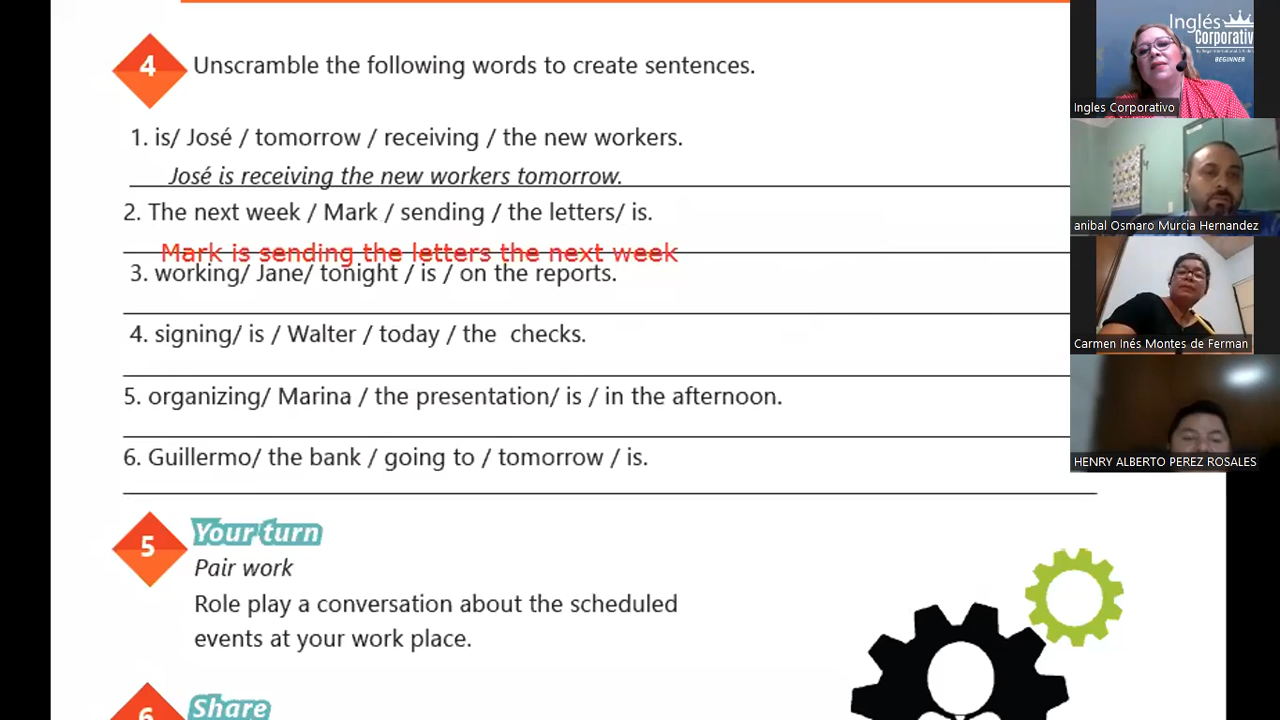 4 Unscramble the following words to create sentences.
1. is/ José / tomorrow / receiving / the new workers.
José is receiving the new workers tomorrow.
2. The next week / Mark / sending / the letters/ is.
Mark is sending the letters the next week
3. working/ Jane/ tonight / is / on the reports.
4. signing/ is / Walter / today / the checks.
5. organizing/ Marina / the presentation/ is / in the afternoon.
6. Guillermo/ the bank / going to / tomorrow / is.
5 Your turn
Pair work
Role play a conversation about the scheduled
events at your work place.
6 Share
Inglés
Corporativ
BEGINNER
Ingles Corporativo
anibal Osmaro Murcia Hernandez
Carmen Inés Montes de Ferman
HENRY ALBERTO PEREZ ROSALES